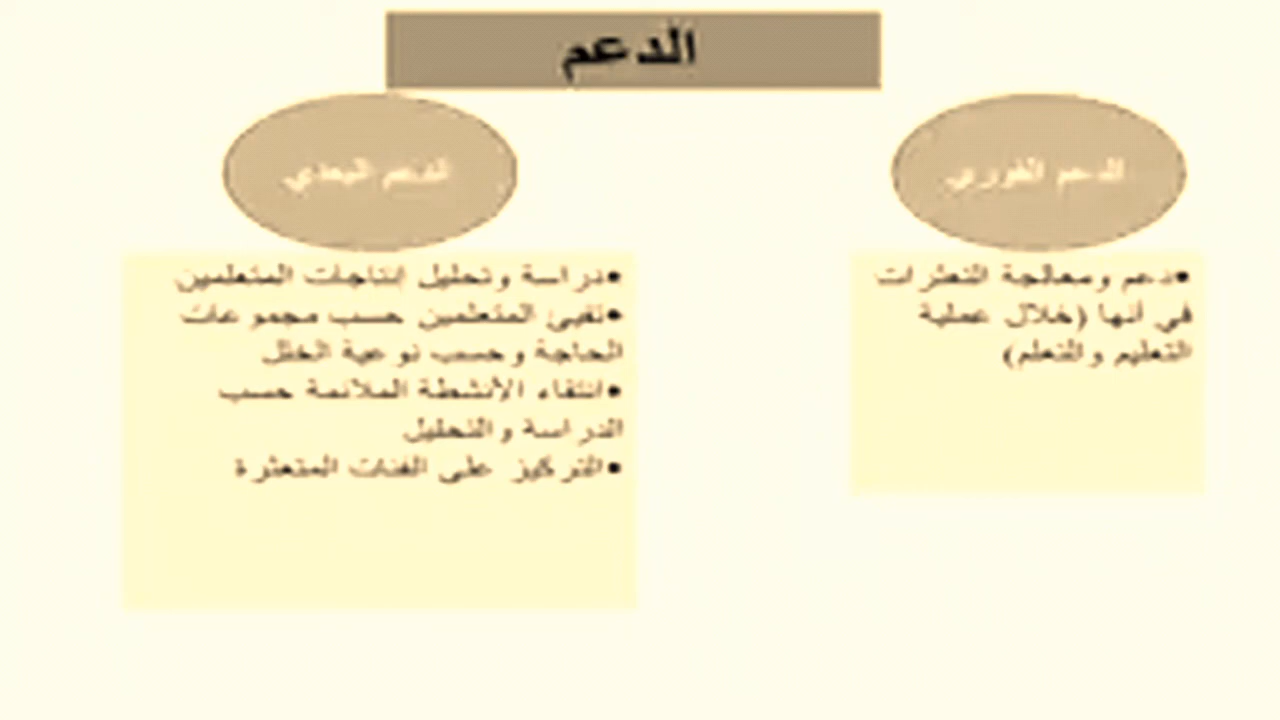 الدعم
الدعم الفوري
•دعم ومعالجة التعثرات
في أنها (خلال عملية
التعليم والتعلم)
الدعم البعدي
•دراسة وتحليل إنتاجات المتعلمين
•تفيئ المتعلمين حسب مجموعات
الحاجة وحسب نوعية الخلل
•انتقاء الأنشطة الملائمة حسب
الدراسة والتحليل
•التركيز على الفئات المتعثرة